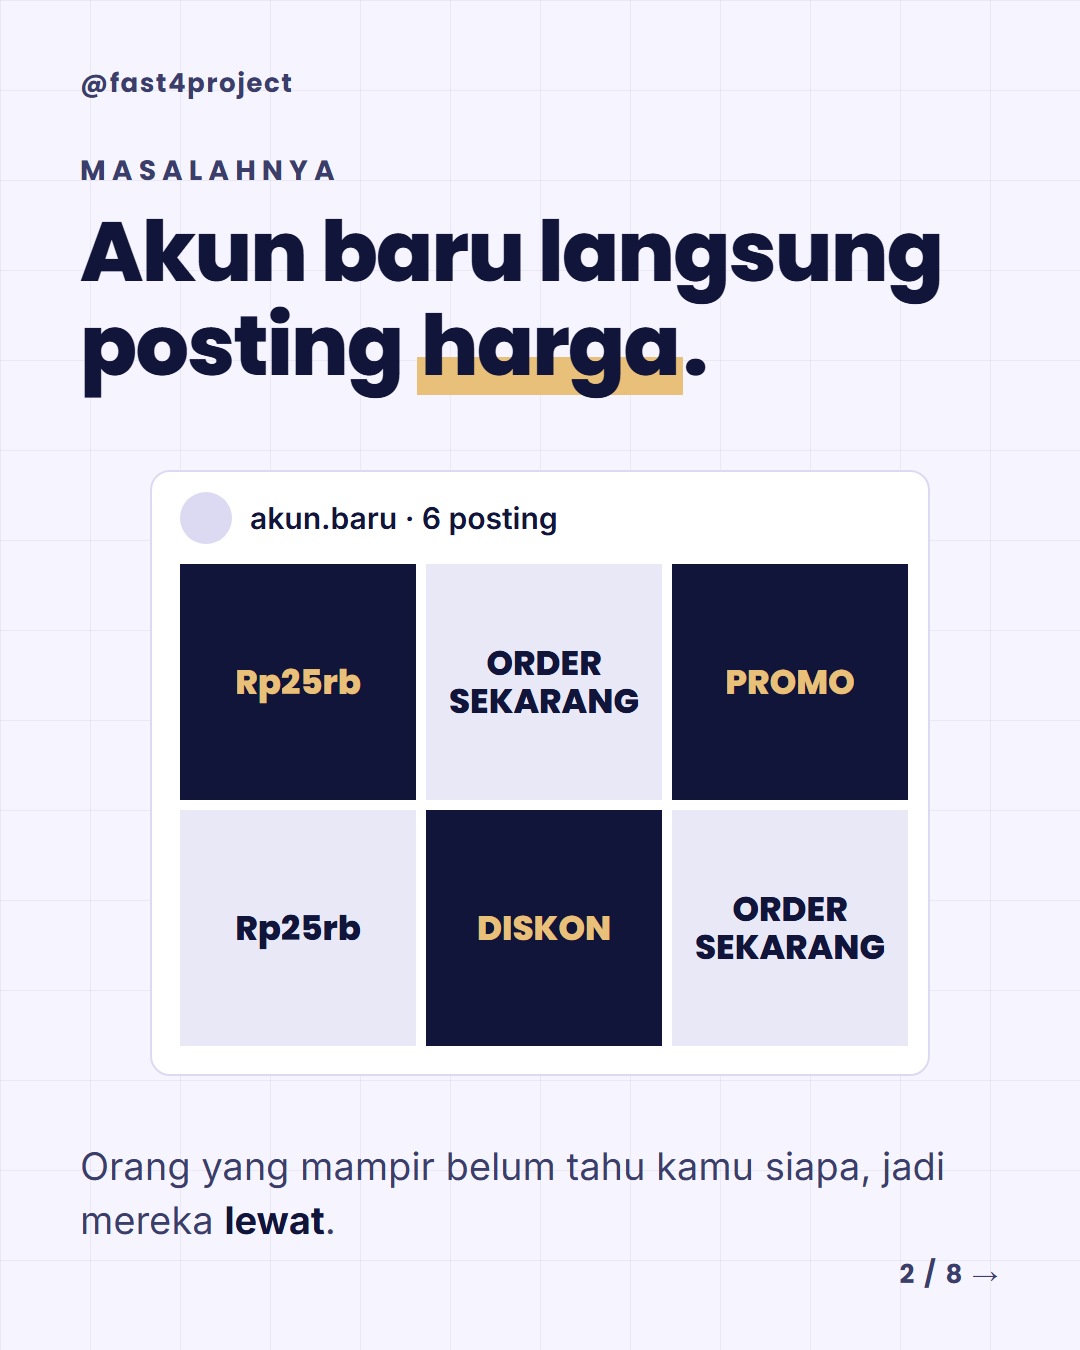 @fast4project
MASALAHNYA
Akun baru langsung
posting harga.
akun.baru · 6 posting
Rp25rb
ORDER
SEKARANG
PROMO
Rp25rb
DISKON
ORDER
SEKARANG
Orang yang mampir belum tahu kamu siapa, jadi
mereka lewat.
2 / 8 →